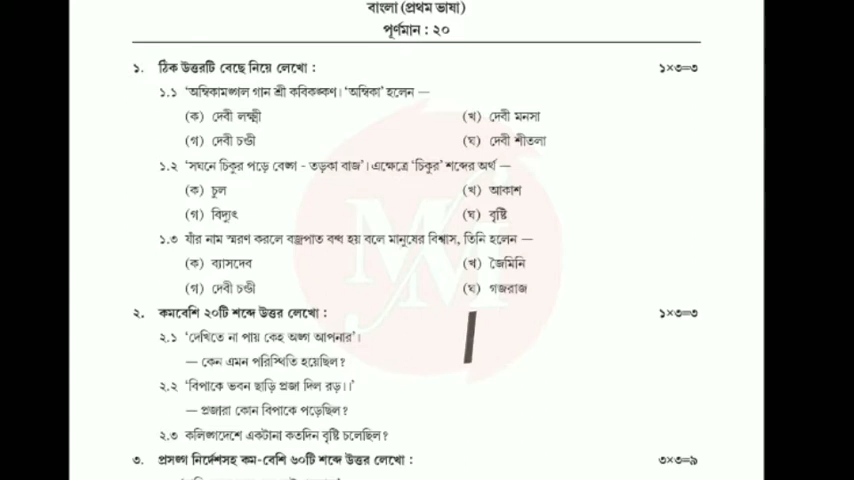 বাংলা (প্রথম ভাষা)
পূর্ণমান : ২০
১. ঠিক উত্তরটি বেছে নিয়ে লেখো : ১×৩=৩
১.১ ‘অম্বিকামঙ্গল গান শ্রী কবিকঙ্কণ। ‘অম্বিকা’ হলেন —
(ক) দেবী লক্ষ্মী (খ) দেবী মনসা
(গ) দেবী চণ্ডী (ঘ) দেবী শীতলা
১.২ ‘সঘনে চিকুর পড়ে বেঙ্গ - তড়কা বাজ’। এক্ষেত্রে ‘চিকুর’ শব্দের অর্থ —
(ক) চুল (খ) আকাশ
(গ) বিদ্যুৎ (ঘ) বৃষ্টি
১.৩ যাঁর নাম স্মরণ করলে বজ্রপাত বন্ধ হয় বলে মানুষের বিশ্বাস, তিনি হলেন —
(ক) ব্যাসদেব (খ) জৈমিনি
(গ) দেবী চণ্ডী (ঘ) গজরাজ
২. কমবেশি ২০টি শব্দে উত্তর লেখো : ১×৩=৩
২.১ ‘দেখিতে না পায় কেহ অঙ্গ আপনার’।
— কেন এমন পরিস্থিতি হয়েছিল?
২.২ ‘বিপাকে ভবন ছাড়ি প্রজা দিল রড়।।’
— প্রজারা কোন বিপাকে পড়েছিল?
২.৩ কলিঙ্গদেশে একটানা কতদিন বৃষ্টি চলেছিল?
৩. প্রসঙ্গ নির্দেশসহ কম-বেশি ৬০টি শব্দে উত্তর লেখো : ৩×৩=৯